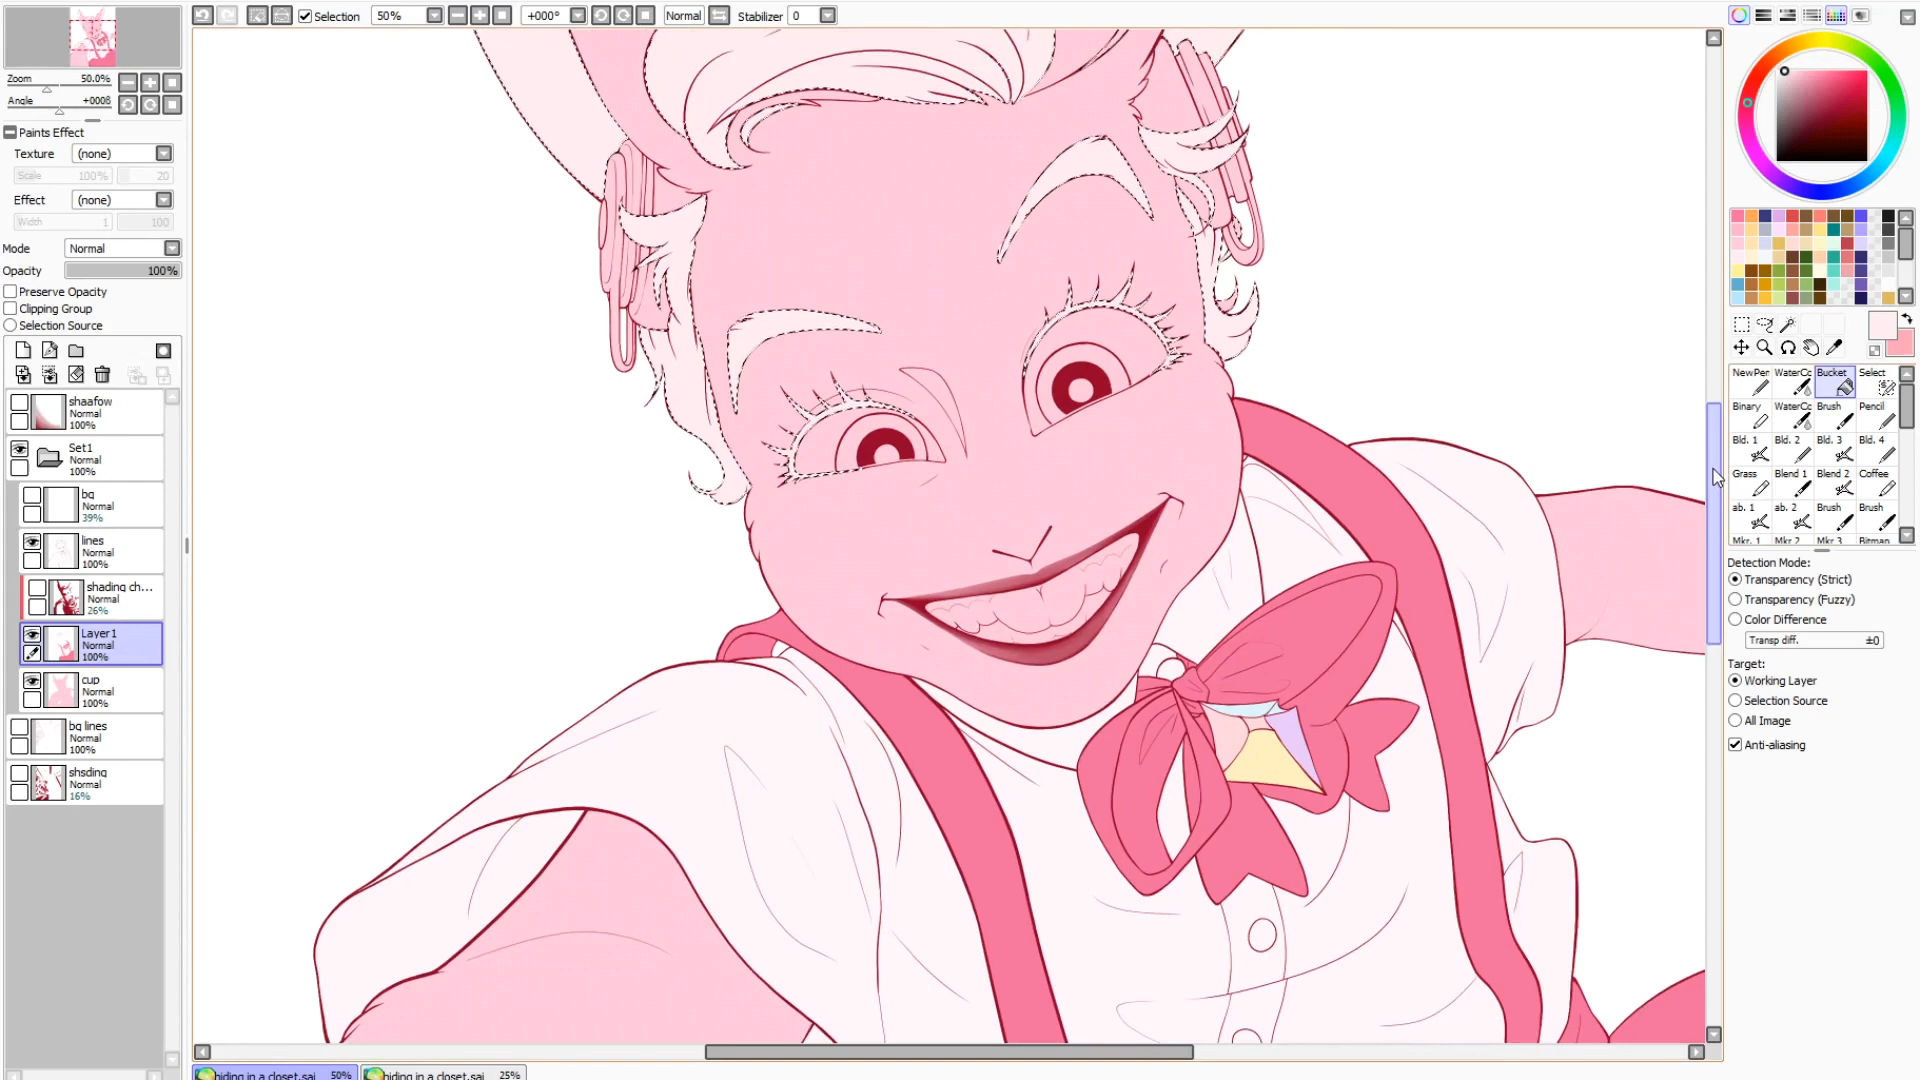 Selection
50%
+000°
Normal
Stabilizer
0
Zoom
50.0%
Angle
+0008
Paints Effect
Texture
(none)
Scale
100%
20
Effect
(none)
Width
1
100
Mode
Normal
Opacity
100%
Preserve Opacity
Clipping Group
Selection Source
shaafow
Normal
100%
Set1
Normal
100%
bg
Normal
39%
lines
Normal
100%
shading ch...
Normal
26%
Layer1
Normal
100%
cup
Normal
100%
bg lines
Normal
100%
shsding
Normal
16%
hiding in a closet.sai 50%
hiding in a closet.sai 25%
NewPer WaterCc Bucket Select
Binary WaterCc Brush Pencil
Bld. 1 Bld. 2 Bld. 3 Bld. 4
Grass Blend 1 Blend 2 Coffee
ab. 1 ab. 2 Brush Brush
Mkr. 1 Mkr 2 Mkr 3 Bitman
Detection Mode:
Transparency (Strict)
Transparency (Fuzzy)
Color Difference
Transp diff. ±0
Target:
Working Layer
Selection Source
All Image
Anti-aliasing